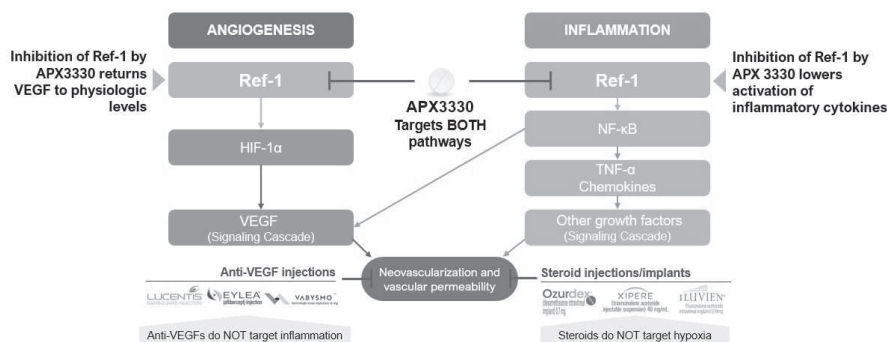 ANGIOGENESIS
INFLAMMATION
Inhibition of Ref-1 by
APX3330 returns
VEGF to physiologic
levels
Ref-1
Ref-1
Inhibition of Ref-1 by
APX 3330 lowers
activation of
inflammatory cytokines
APX3330
Targets BOTH
pathways
HIF-1α
NF-κB
TNF-α
Chemokines
VEGF
(Signaling Cascade)
Other growth factors
(Signaling Cascade)
Anti-VEGF injections
Neovascularization and
vascular permeability
Steroid injections/implants
LUCENTIS
EYLEA
VABYSMO
Ozurdex
XIPERE
ILUVIEN
Anti-VEGFs do NOT target inflammation
Steroids do NOT target hypoxia